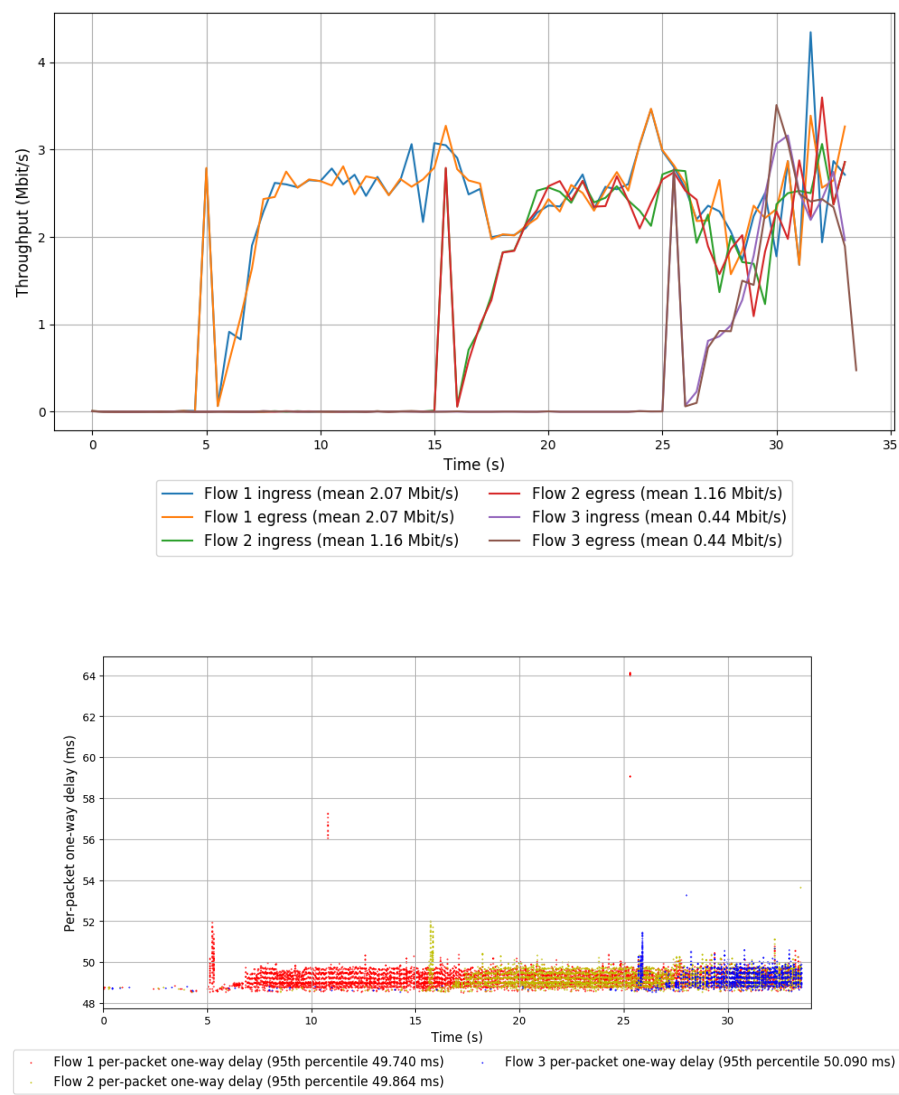 Throughput (Mbit/s)
4
3
2
1
0
0 5 10 15 20 25 30 35
Time (s)
Flow 1 ingress (mean 2.07 Mbit/s)
Flow 1 egress (mean 2.07 Mbit/s)
Flow 2 ingress (mean 1.16 Mbit/s)
Flow 2 egress (mean 1.16 Mbit/s)
Flow 3 ingress (mean 0.44 Mbit/s)
Flow 3 egress (mean 0.44 Mbit/s)
Per-packet one-way delay (ms)
64
62
60
58
56
54
52
50
48
0 5 10 15 20 25 30
Time (s)
Flow 1 per-packet one-way delay (95th percentile 49.740 ms)
Flow 2 per-packet one-way delay (95th percentile 49.864 ms)
Flow 3 per-packet one-way delay (95th percentile 50.090 ms)